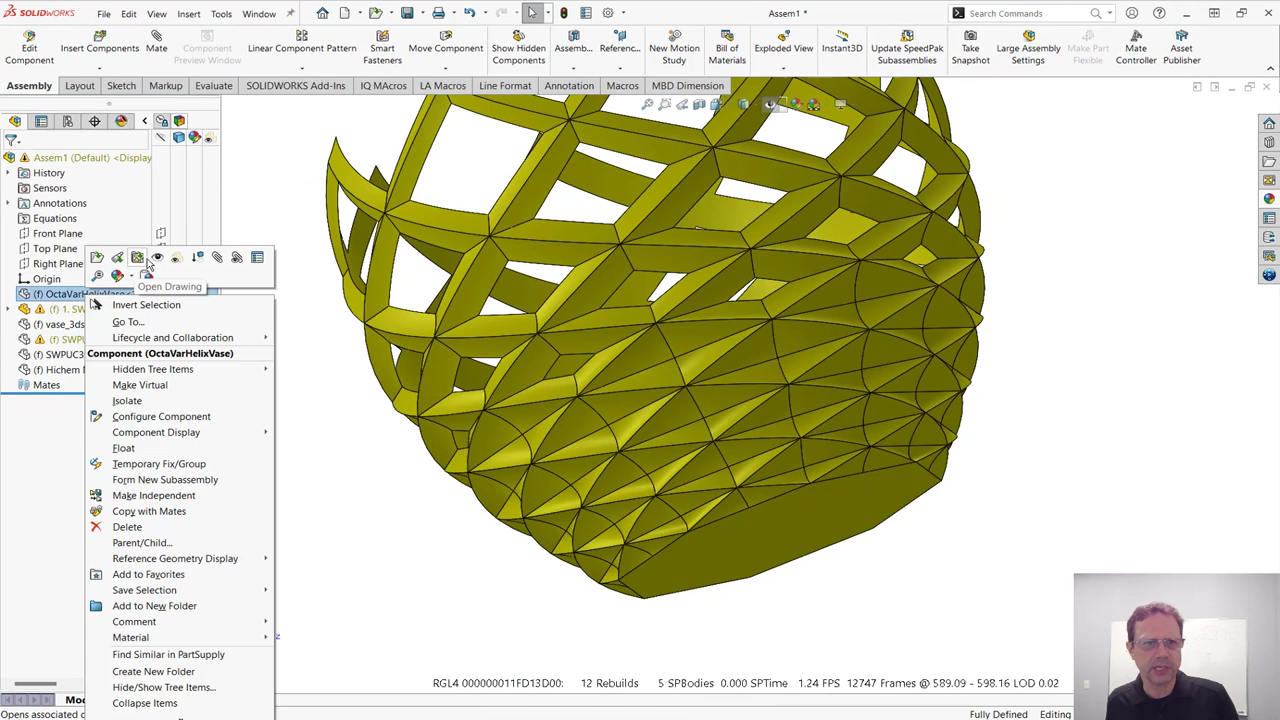 SOLIDWORKS
File
Edit
View
Insert
Tools
Window
Assem1 *
Search Commands
Edit
Component
Insert Components
Mate
Component
Preview Window
Linear Component Pattern
Smart
Fasteners
Move Component
Show Hidden
Components
Assemb...
Referenc...
New Motion
Study
Bill of
Materials
Exploded View
Instant3D
Update SpeedPak
Subassemblies
Take
Snapshot
Large Assembly
Settings
Make Part
Flexible
Mate
Controller
Asset
Publisher
Assembly
Layout
Sketch
Markup
Evaluate
SOLIDWORKS Add-Ins
IQ MAcros
LA Macros
Line Format
Annotation
Macros
MBD Dimension
Assem1 (Default) <Display
History
Sensors
Annotations
Equations
Front Plane
Top Plane
Right Plane
Origin
(f) OctaVarHelixVase
(f) 1. SW
(f) vase_3ds
(f) SWPU
(f) SWPUC3
(f) Hichem
Mates
Open Drawing
Invert Selection
Go To...
Lifecycle and Collaboration
Component (OctaVarHelixVase)
Hidden Tree Items
Make Virtual
Isolate
Configure Component
Component Display
Float
Temporary Fix/Group
Form New Subassembly
Make Independent
Copy with Mates
Delete
Parent/Child...
Reference Geometry Display
Add to Favorites
Save Selection
Add to New Folder
Comment
Material
Find Similar in PartSupply
Create New Folder
Hide/Show Tree Items...
Collapse Items
z
RGL4 000000011FD13D00: 12 Rebuilds 5 SPBodies 0.000 SPTime 1.24 FPS 12747 Frames @ 589.09 - 598.16 LOD 0.02
Mod
Opens associated
Fully Defined
Editing